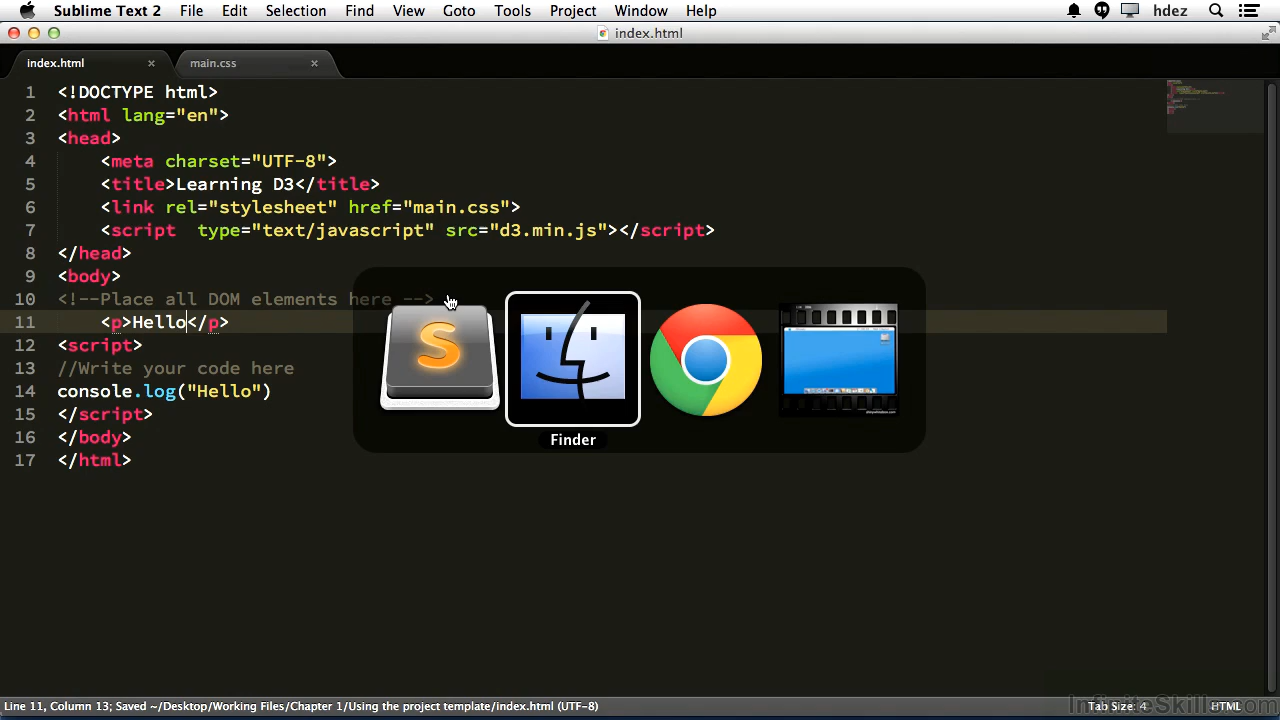 Sublime Text 2 File Edit Selection Find View Goto Tools Project Window Help hdez
index.html
index.html × main.css ×
1 <!DOCTYPE html>
2 <html lang="en">
3 <head>
4 <meta charset="UTF-8">
5 <title>Learning D3</title>
6 <link rel="stylesheet" href="main.css">
7 <script type="text/javascript" src="d3.min.js"></script>
8 </head>
9 <body>
10 <!--Place all DOM elements here -->
11 <p>Hello</p>
12 <script>
13 //Write your code here
14 console.log("Hello")
15 </script>
16 </body>
17 </html>
S
Finder
Line 11, Column 13; Saved ~/Desktop/Working Files/Chapter 1/Using the project template/index.html (UTF-8) Tab Size: 4 HTML
InfiniteSkills.com